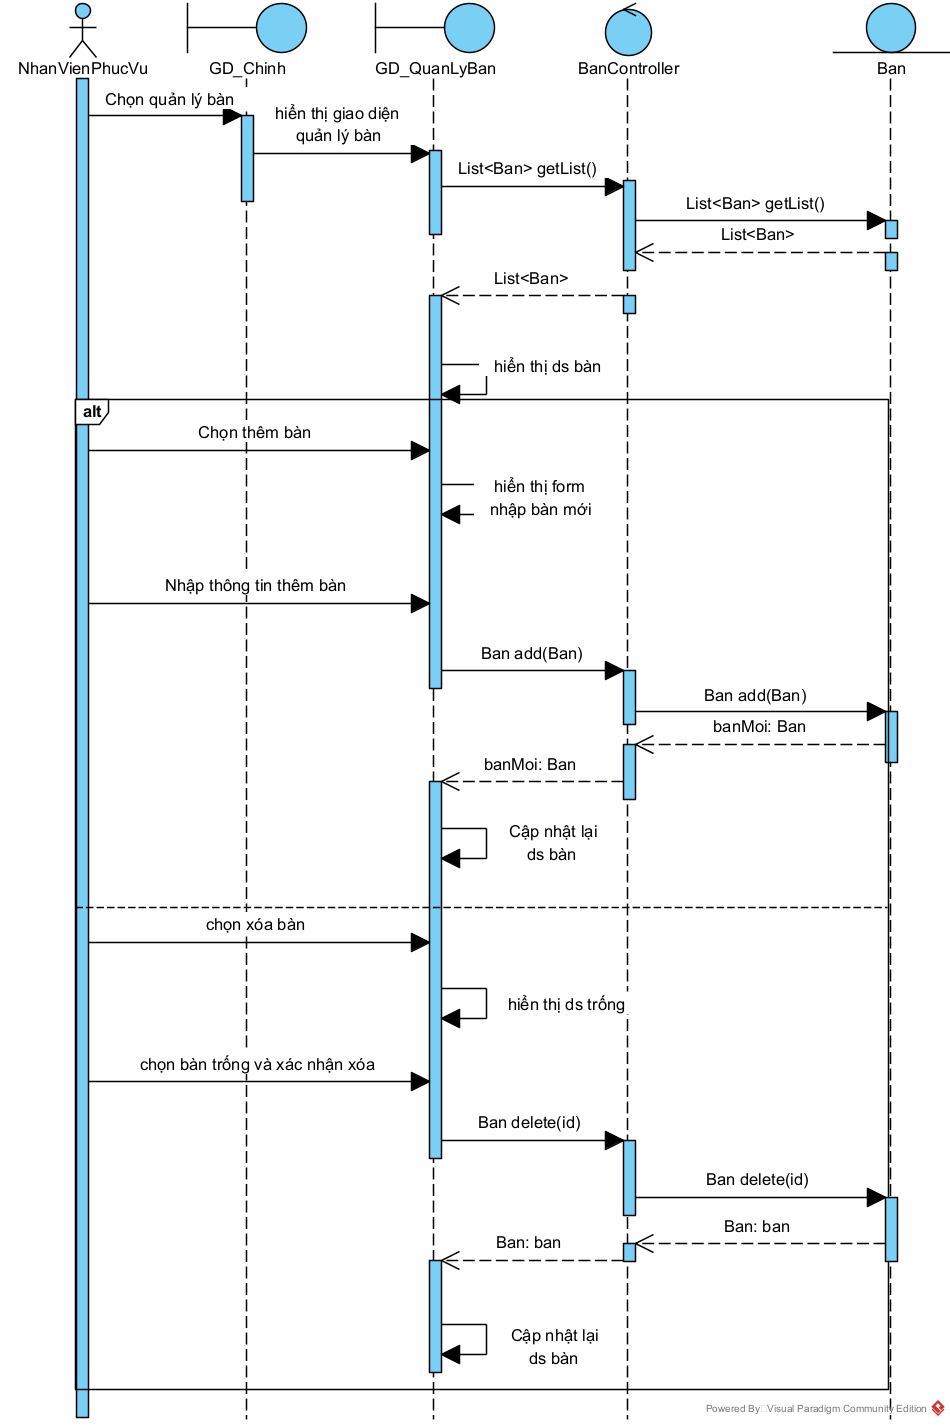 NhanVienPhucVu
GD_Chinh
GD_QuanLyBan
BanController
Ban
Chọn quản lý bàn
hiển thị giao diện
quản lý bàn
List<Ban> getList()
List<Ban> getList()
List<Ban>
List<Ban>
hiển thị ds bàn
alt
Chọn thêm bàn
hiển thị form
nhập bàn mới
Nhập thông tin thêm bàn
Ban add(Ban)
Ban add(Ban)
banMoi: Ban
banMoi: Ban
Cập nhật lại
ds bàn
chọn xóa bàn
hiển thị ds trống
chọn bàn trống và xác nhận xóa
Ban delete(id)
Ban delete(id)
Ban: ban
Ban: ban
Cập nhật lại
ds bàn
Powered By Visual Paradigm Community Edition